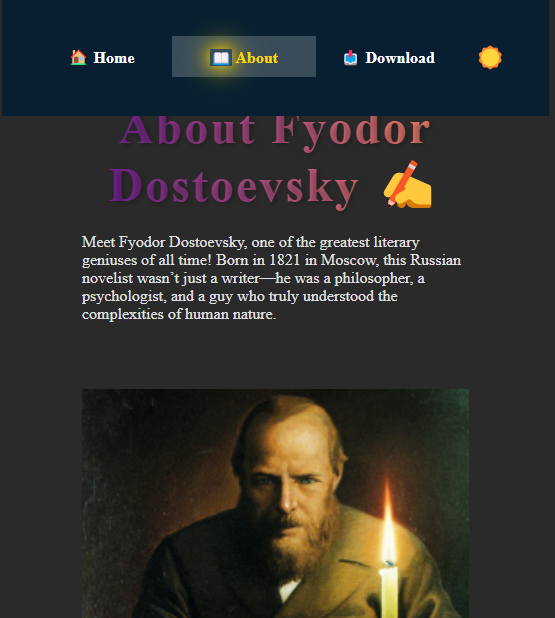 🏠 Home 📖 About 📥 Download
About Fyodor
Dostoevsky ✍️
Meet Fyodor Dostoevsky, one of the greatest literary
geniuses of all time! Born in 1821 in Moscow, this Russian
novelist wasn’t just a writer—he was a philosopher, a
psychologist, and a guy who truly understood the
complexities of human nature.